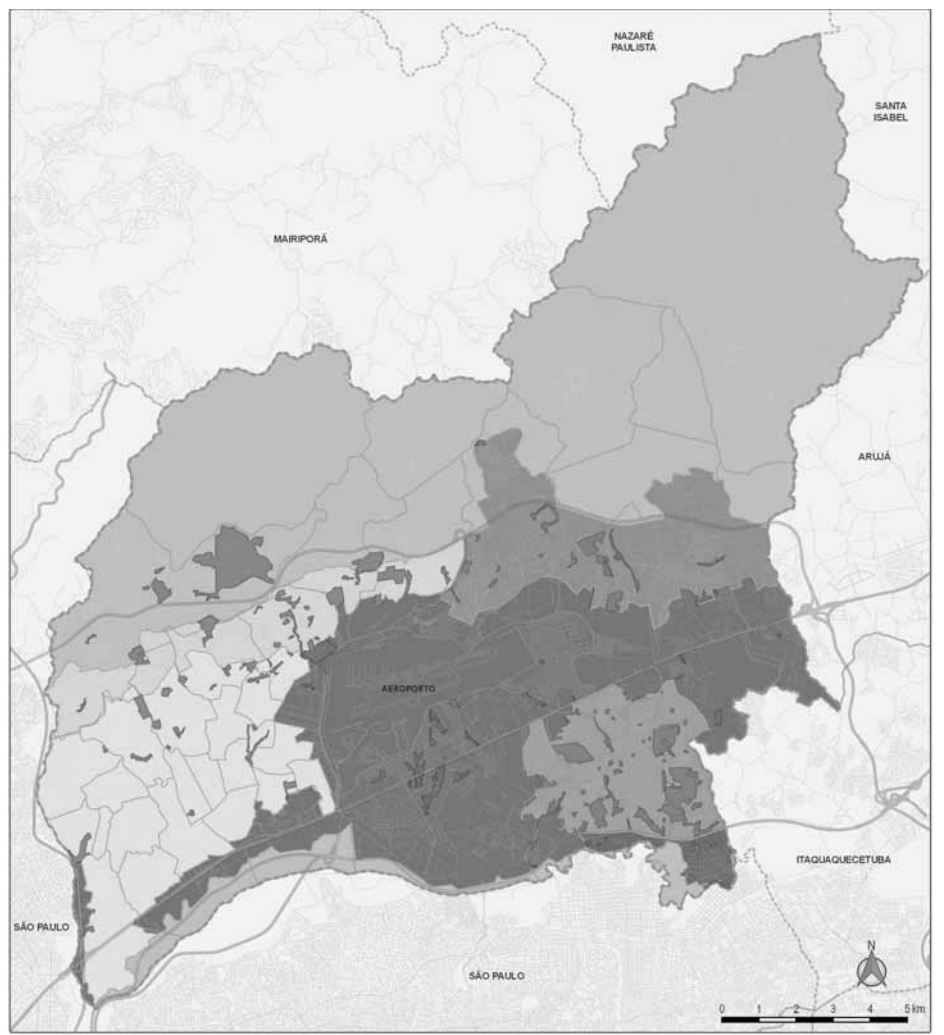 NAZARÉ
PAULISTA
SANTA
ISABEL
MAIRIPORÃ
ARUJÁ
AEROPORTO
ITAQUAQUECETUBA
SÃO PAULO
SÃO PAULO
N
0 1 2 3 4 5 km